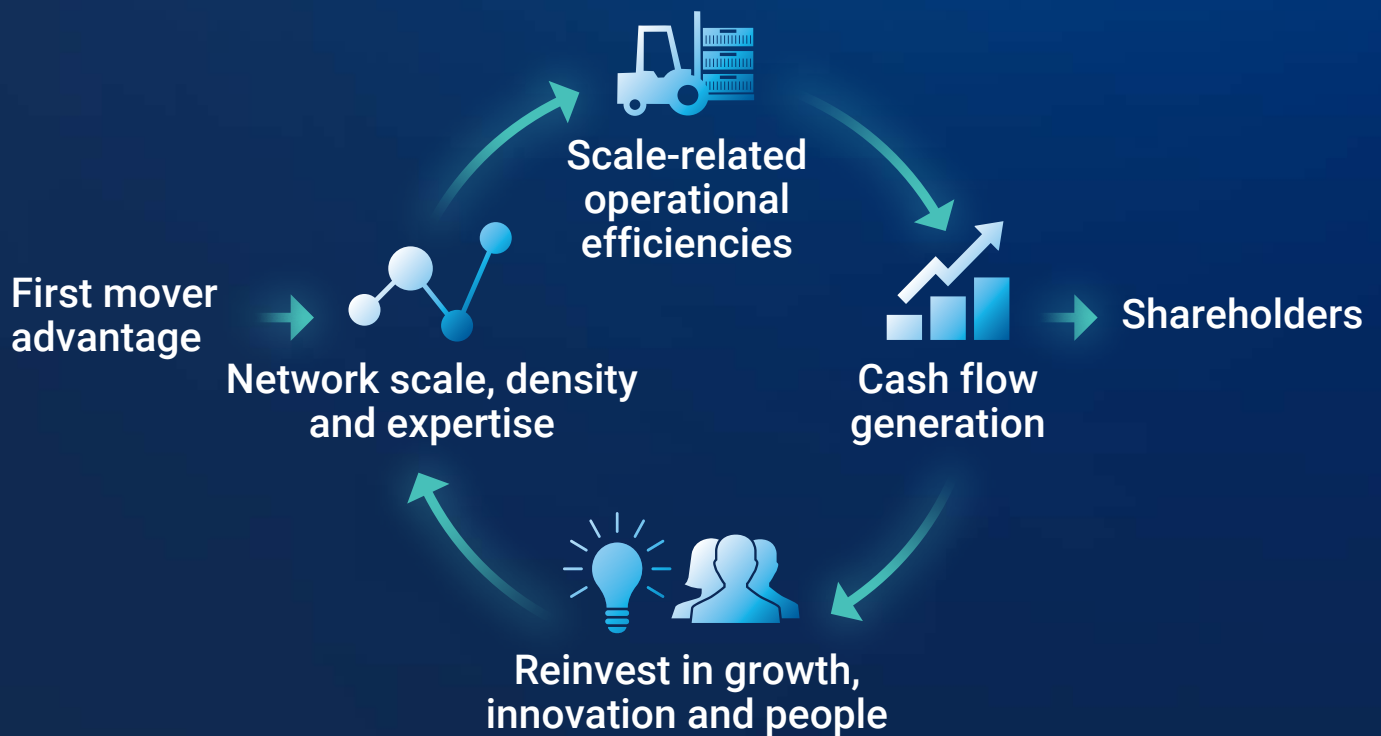 Scale-related
operational
efficiencies
First mover
advantage
Network scale, density
and expertise
Cash flow
generation
Shareholders
Reinvest in growth,
innovation and people